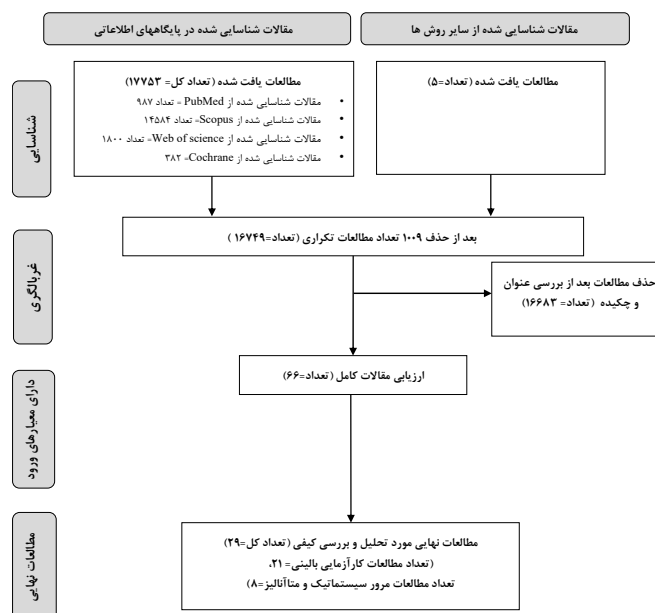 مقالات شناسایی شده از سایر روش ها
مقالات شناسایی شده در پایگاههای اطلاعاتی
شناسایی
مطالعات یافت شده (تعداد=۵)
مطالعات یافت شده (تعداد کل= ۱۷۷۵۳)
• مقالات شناسایی شده از PubMed = تعداد ۹۸۷
• مقالات شناسایی شده از Scopus= تعداد ۱۴۵۸۴
• مقالات شناسایی شده از Web of science= تعداد ۱۸۰۰
• مقالات شناسایی شده از Cochrane= ۳۸۲
غربالگری
بعد از حذف ۱۰۰۹ تعداد مطالعات تکراری (تعداد=۱۶۷۴۹ )
حذف مطالعات بعد از بررسی عنوان
و چکیده (تعداد= ۱۶۶۸۳)
دارای معیارهای ورود
ارزیابی مقالات کامل (تعداد=۶۶)
مطالعات نهایی
مطالعات نهایی مورد تحلیل و بررسی کیفی (تعداد کل=۲۹)
(تعداد مطالعات کارآزمایی بالینی=۲۱،
تعداد مطالعات مرور سیستماتیک و متاآنالیز=۸)